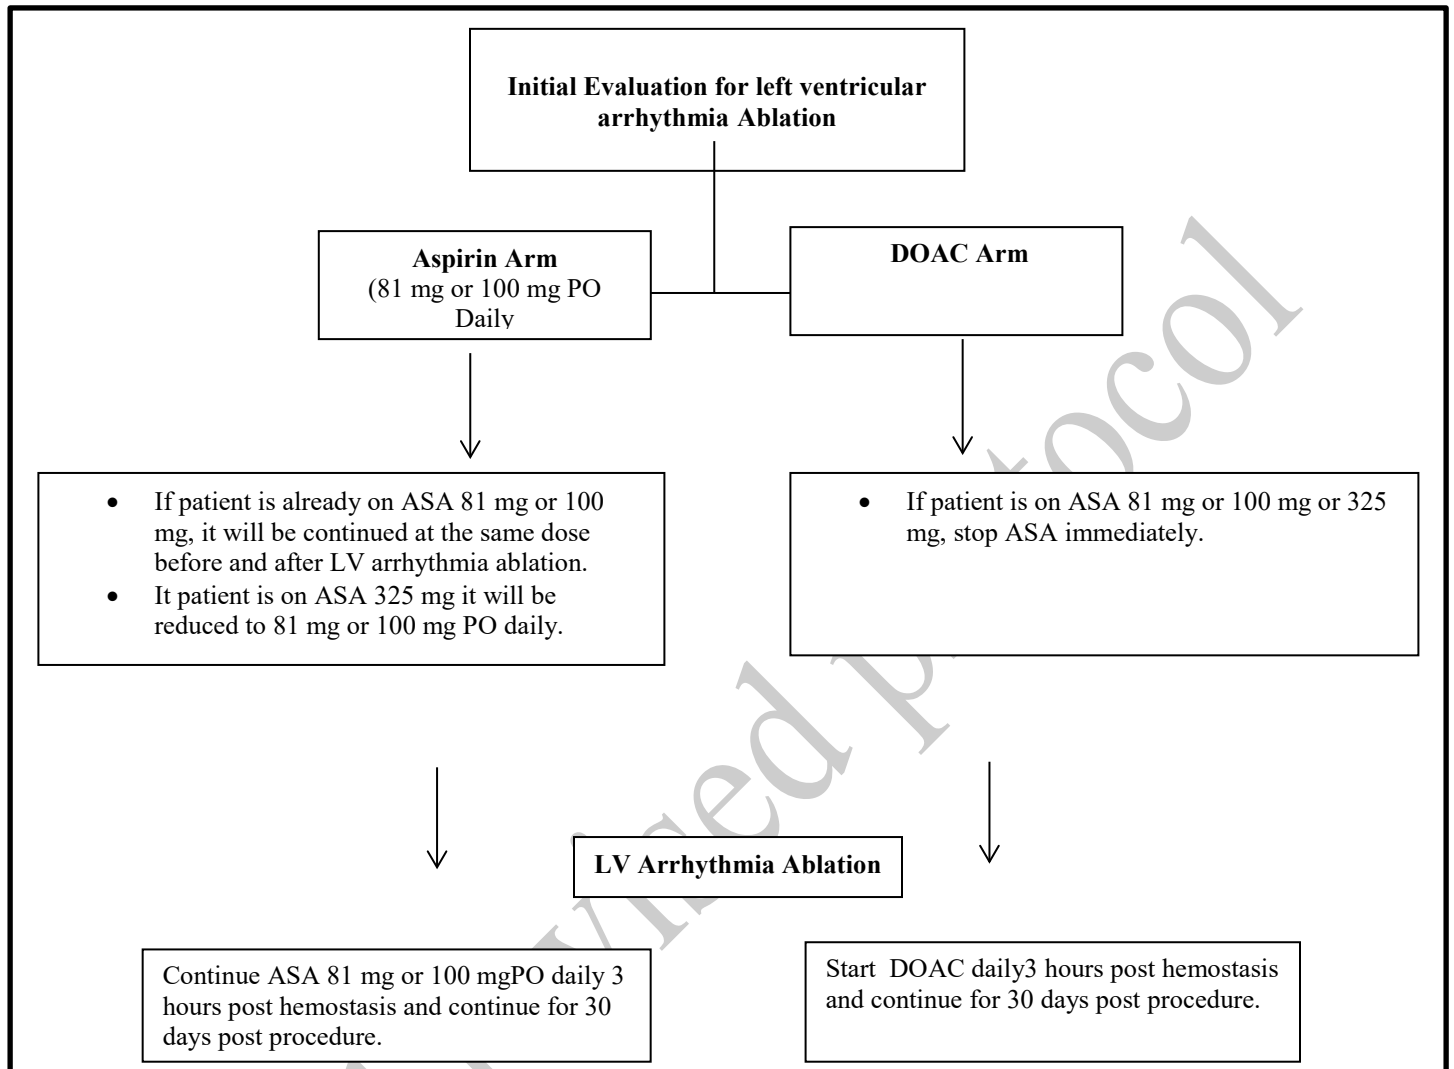 Initial Evaluation for left ventricular
arrhythmia Ablation
Aspirin Arm
(81 mg or 100 mg PO
Daily
DOAC Arm
• If patient is already on ASA 81 mg or 100
mg, it will be continued at the same dose
before and after LV arrhythmia ablation.
• It patient is on ASA 325 mg it will be
reduced to 81 mg or 100 mg PO daily.
• If patient is on ASA 81 mg or 100 mg or 325
mg, stop ASA immediately.
LV Arrhythmia Ablation
Continue ASA 81 mg or 100 mgPO daily 3
hours post hemostasis and continue for 30
days post procedure.
Start  DOAC daily3 hours post hemostasis
and continue for 30 days post procedure.